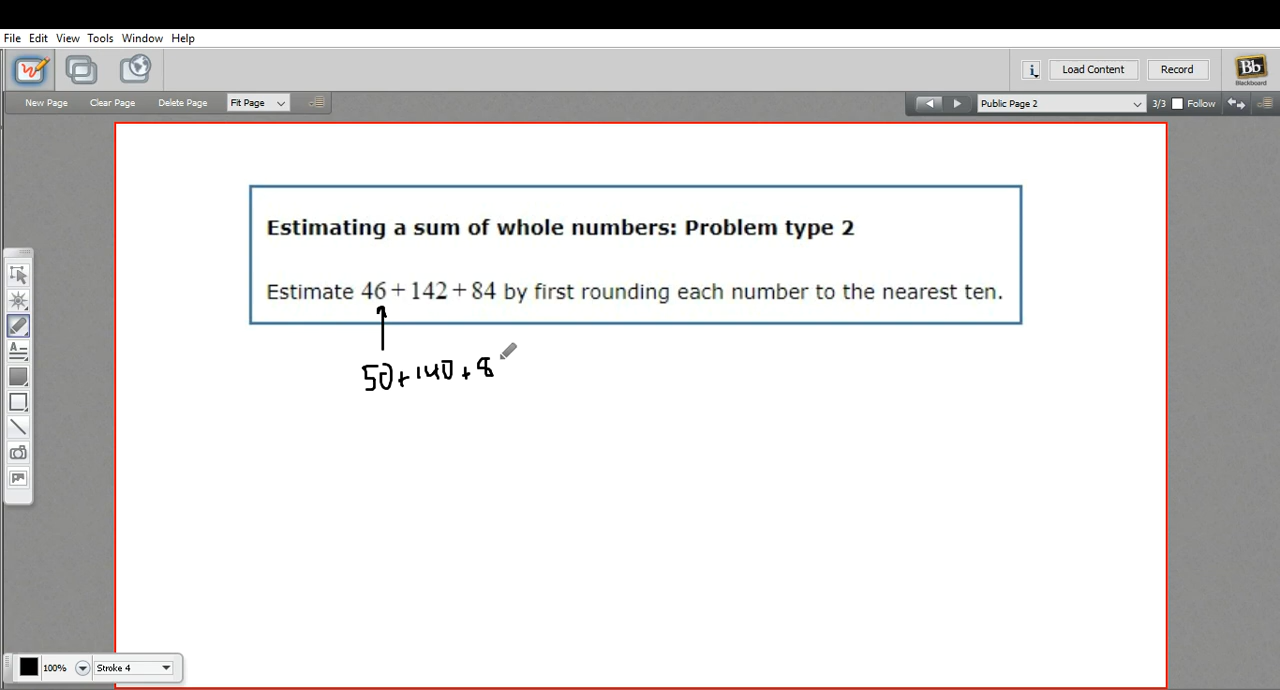 File Edit View Tools Window Help
Load Content Record Bb
Blackboard
New Page Clear Page Delete Page Fit Page Public Page 2 3/3 Follow
Estimating a sum of whole numbers: Problem type 2
Estimate 46 + 142 + 84 by first rounding each number to the nearest ten.
50+140+8
100% Stroke 4